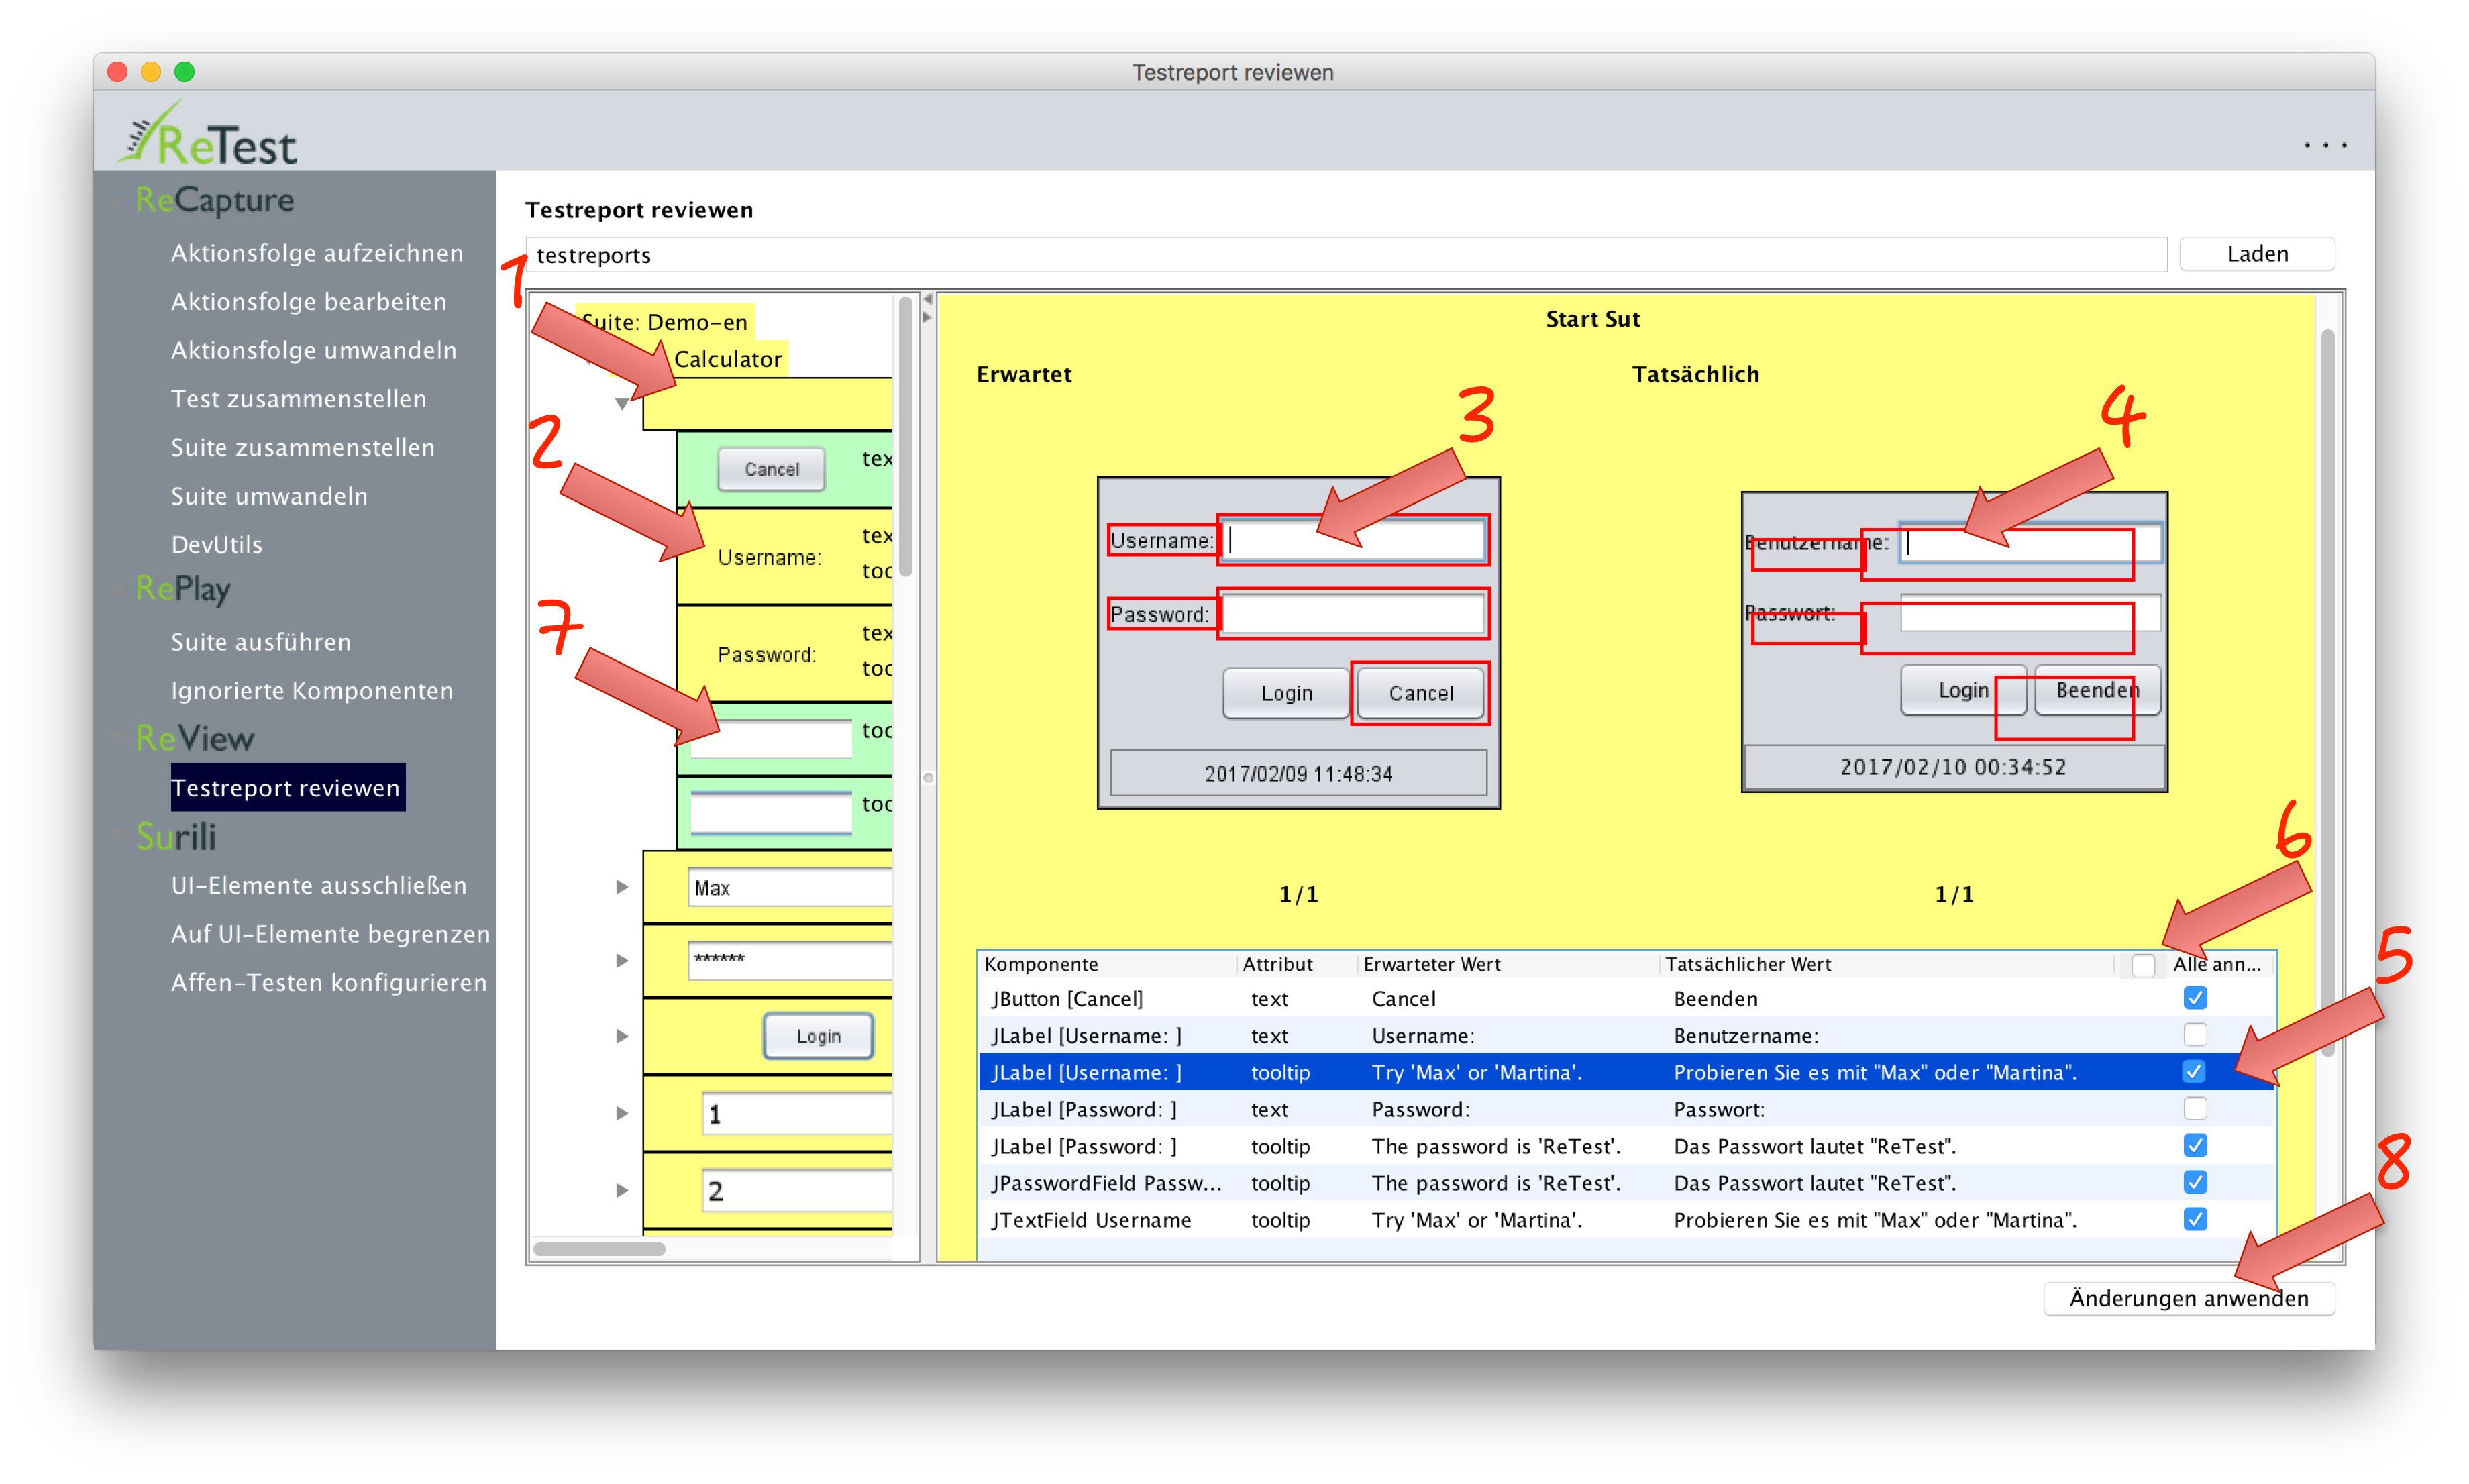 Testreport reviewen
ReTest
...
ReCapture
Aktionsfolge aufzeichnen
Aktionsfolge bearbeiten
Aktionsfolge umwandeln
Test zusammenstellen
Suite zusammenstellen
Suite umwandeln
DevUtils
RePlay
Suite ausführen
Ignorierte Komponenten
ReView
Testreport reviewen
Surili
UI-Elemente ausschließen
Auf UI-Elemente begrenzen
Affen-Testen konfigurieren
Testreport reviewen
testreports
Laden
1
Suite: Demo-en
Calculator
2
Cancel
tex
Username:
tex
too
7
Password:
tex
too
too
too
Max
******
Login
1
2
Start Sut
Erwartet
Tatsächlich
3
4
Username:
Password:
Login
Cancel
2017/02/09 11:48:34
Benutzername:
Passwort:
Login
Beenden
2017/02/10 00:34:52
1/1
1/1
6
5
Komponente Attribut Erwarteter Wert Tatsächlicher Wert Alle ann...
JButton [Cancel] text Cancel Beenden
JLabel [Username: ] text Username: Benutzername:
JLabel [Username: ] tooltip Try 'Max' or 'Martina'. Probieren Sie es mit "Max" oder "Martina".
JLabel [Password: ] text Password: Passwort:
JLabel [Password: ] tooltip The password is 'ReTest'. Das Passwort lautet "ReTest".
JPasswordField Passw... tooltip The password is 'ReTest'. Das Passwort lautet "ReTest".
JTextField Username tooltip Try 'Max' or 'Martina'. Probieren Sie es mit "Max" oder "Martina".
8
Änderungen anwenden